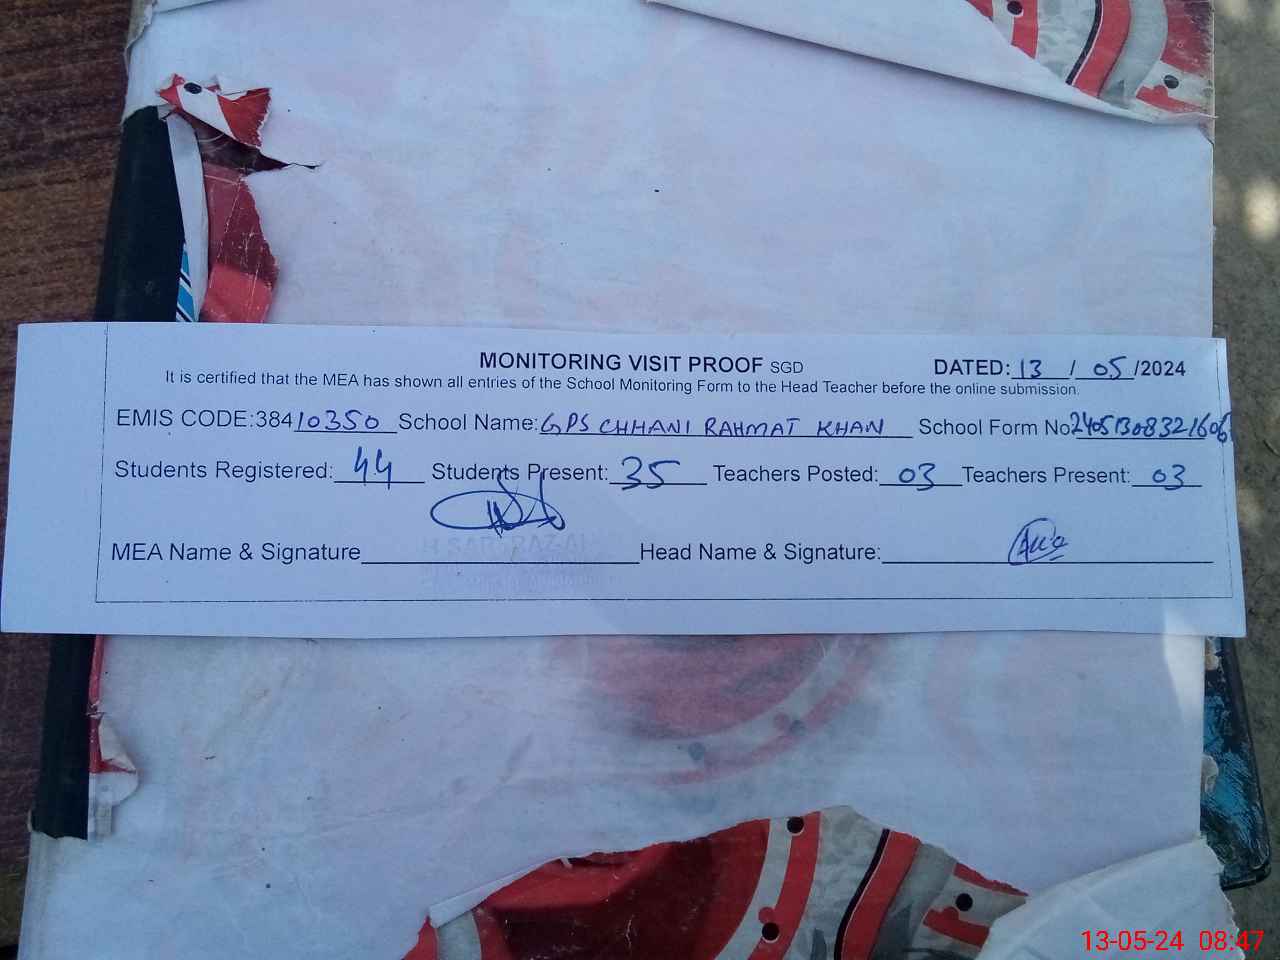 MONITORING VISIT PROOF SGD DATED: 13 / 05 /2024
It is certified that the MEA has shown all entries of the School Monitoring Form to the Head Teacher before the online submission.
EMIS CODE:38410350 School Name: GPS CHHANI RAHMAT KHAN School Form No 24051308321606
Students Registered: 44 Students Present: 35 Teachers Posted: 03 Teachers Present: 03
MEA Name & Signature Head Name & Signature:
13-05-24 08:47